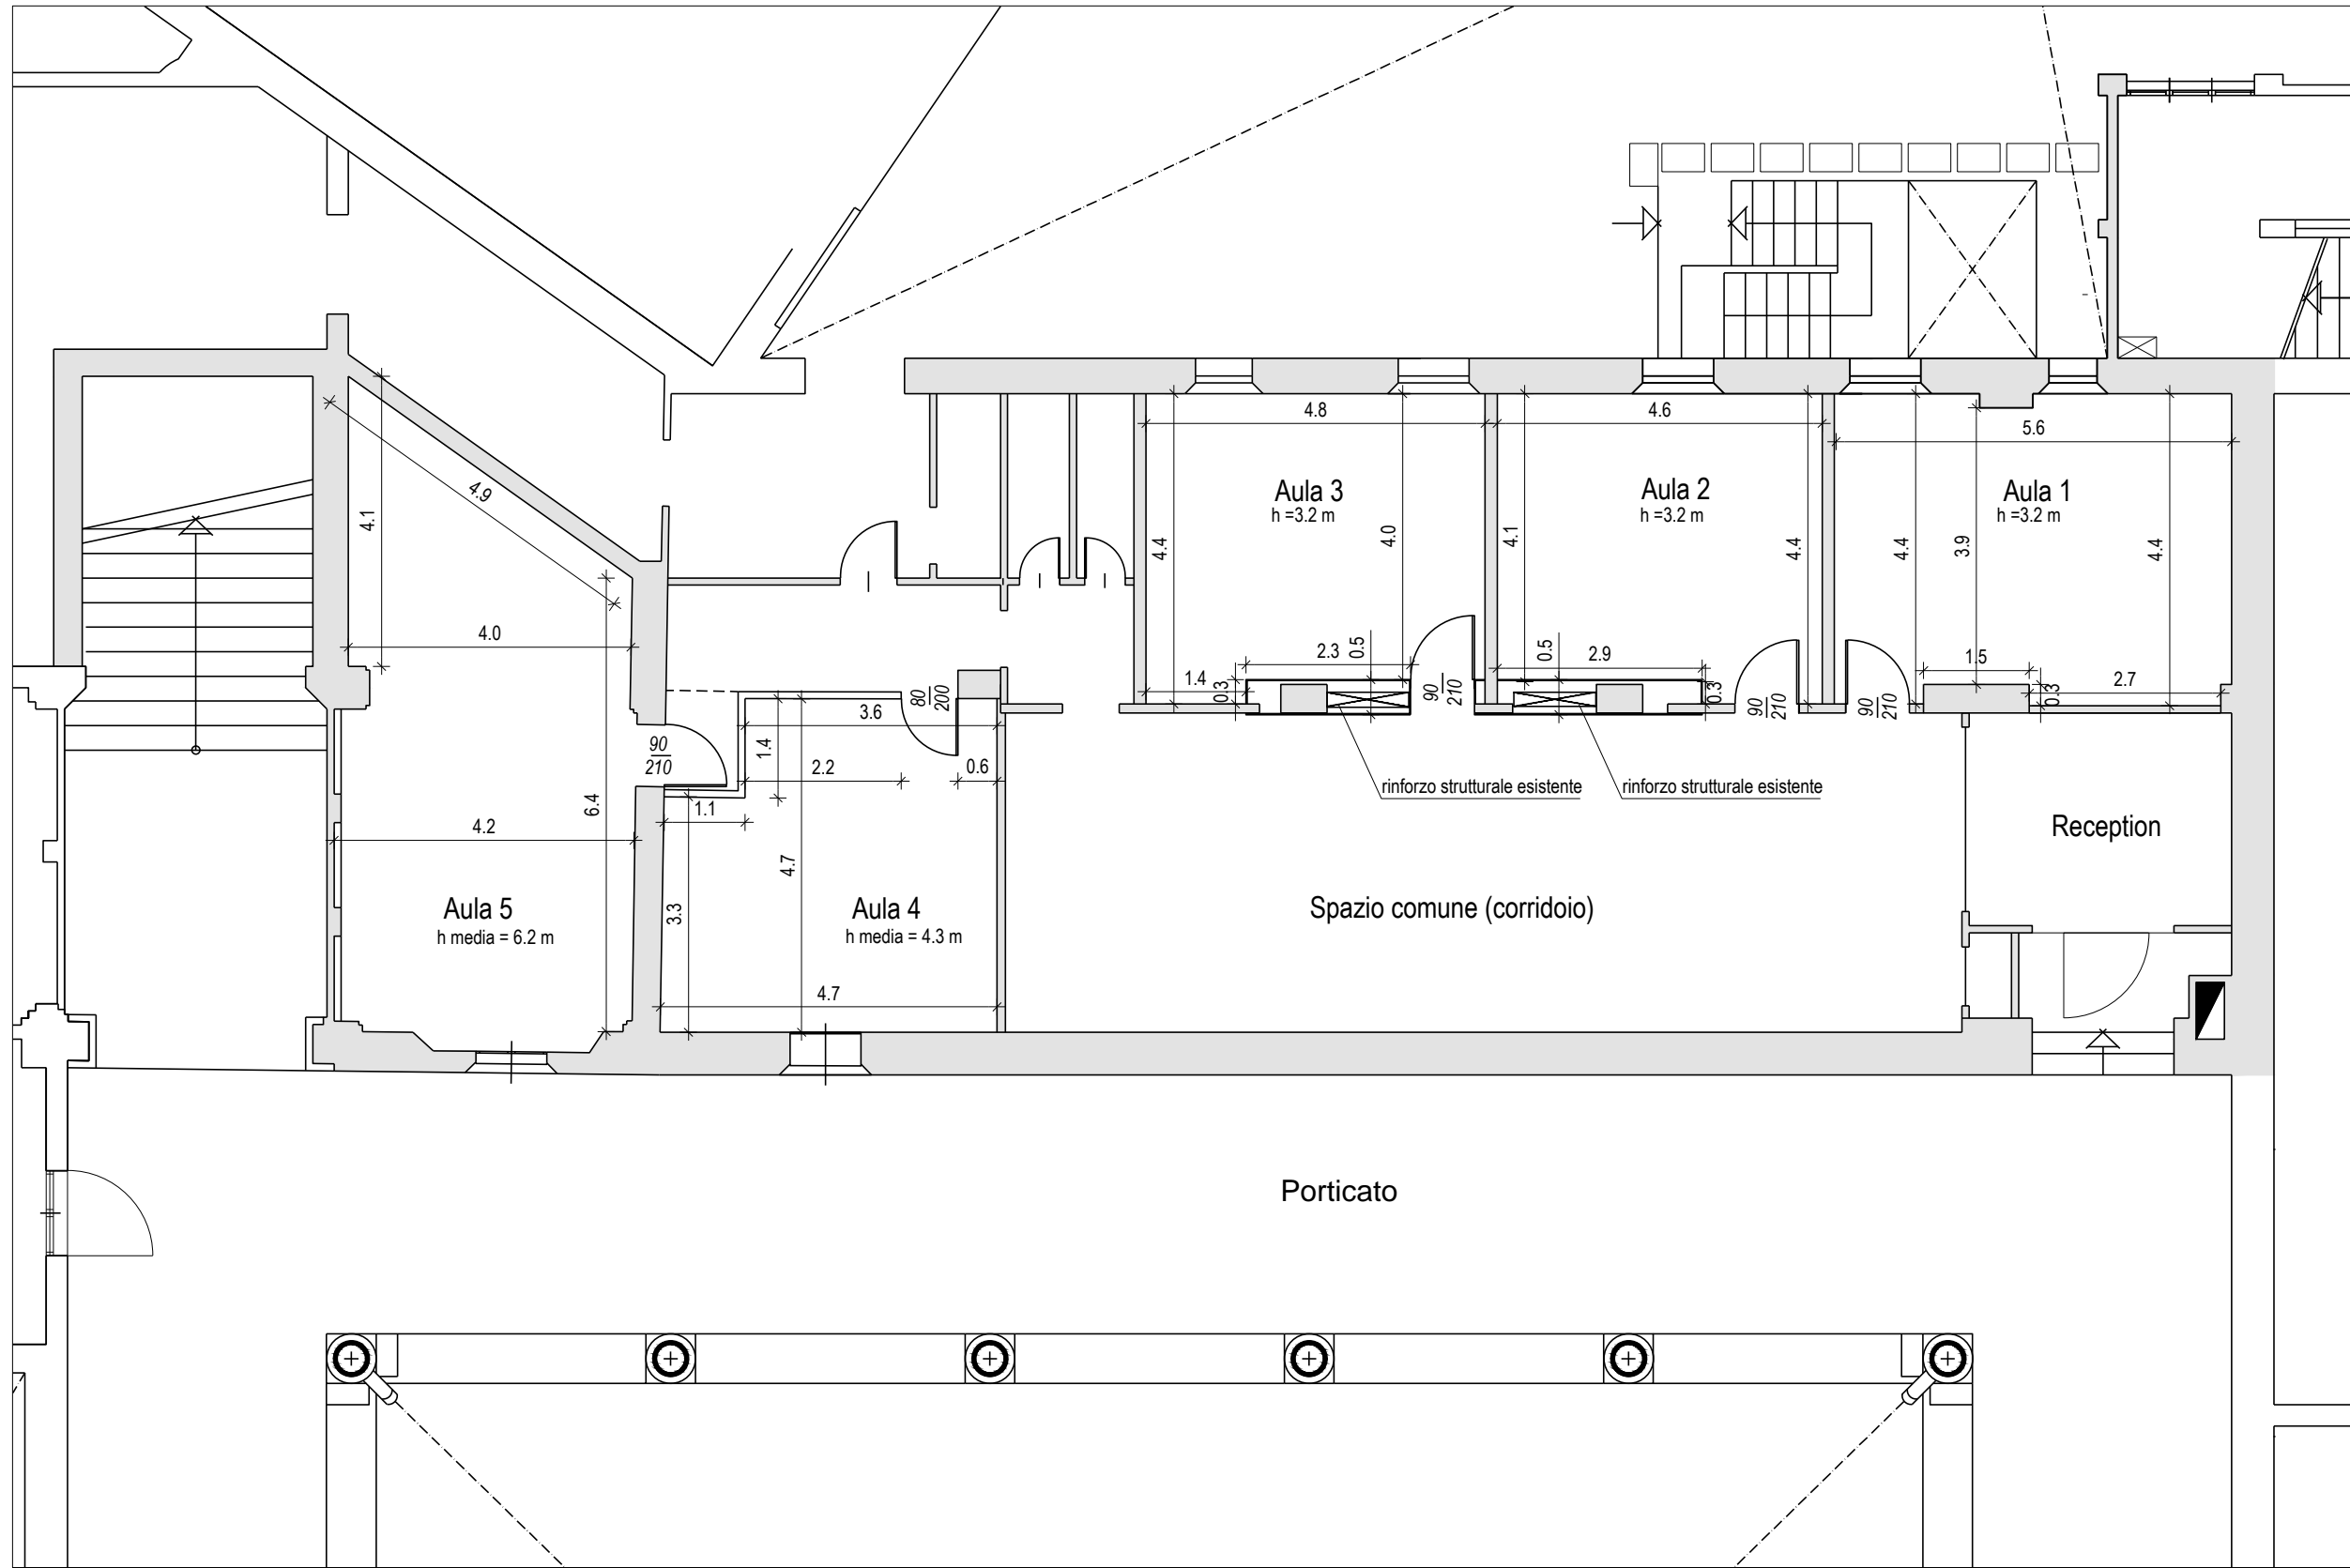 4.8
4.6
5.6
Aula 3
h =3.2 m
Aula 2
h =3.2 m
Aula 1
h =3.2 m
4.9
4.1
4.4
4.0
4.1
4.4
4.4
3.9
4.4
4.0
2.3
0.5
0.5
2.9
1.5
1.4
0.3
90
210
0.3
90
210
90
210
0.3
2.7
80
200
3.6
90
210
1.4
2.2
0.6
1.1
rinforzo strutturale esistente
rinforzo strutturale esistente
6.4
4.2
4.7
3.3
Reception
Aula 5
h media = 6.2 m
Aula 4
h media = 4.3 m
Spazio comune (corridoio)
4.7
Porticato